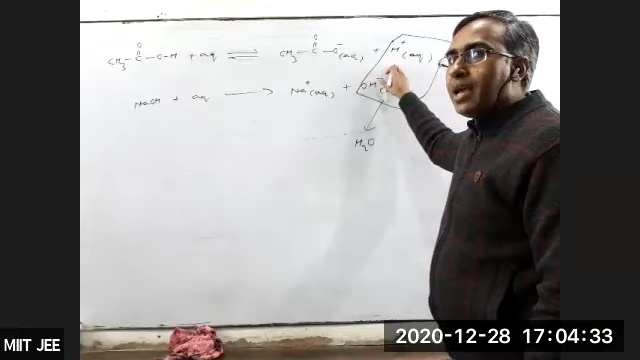 O
||
CH₃-C-O-H + aq ⇌ CH₃-C-O⁻(aq) + H⁺(aq)
O
||
NaOH + aq ⟶ Na⁺(aq) + OH⁻
H₂O
MIIT JEE
2020-12-28 17:04:33